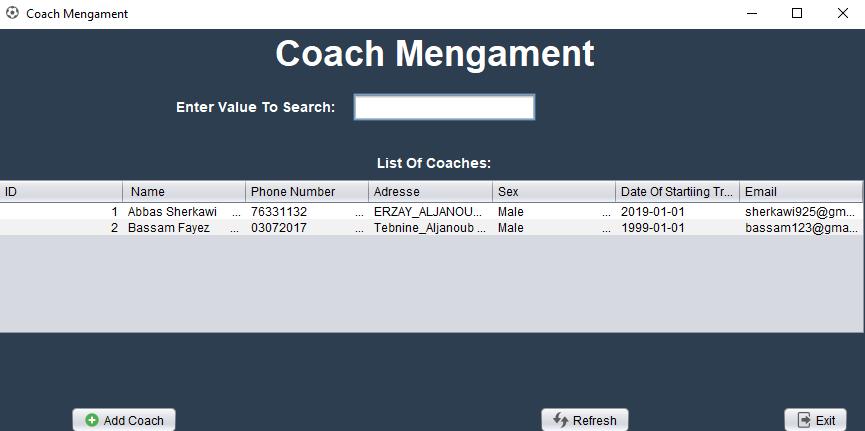 Coach Mengament
Coach Mengament
Enter Value To Search:
List Of Coaches:
ID Name Phone Number Adresse Sex Date Of Startiing Tr... Email
1 Abbas Sherkawi ... 76331132 ... ERZAY_ALJANOU... Male ... 2019-01-01 sherkawi925@gm...
2 Bassam Fayez ... 03072017 ... Tebnine_Aljanoub ... Male ... 1999-01-01 bassam123@gma...
Add Coach Refresh Exit